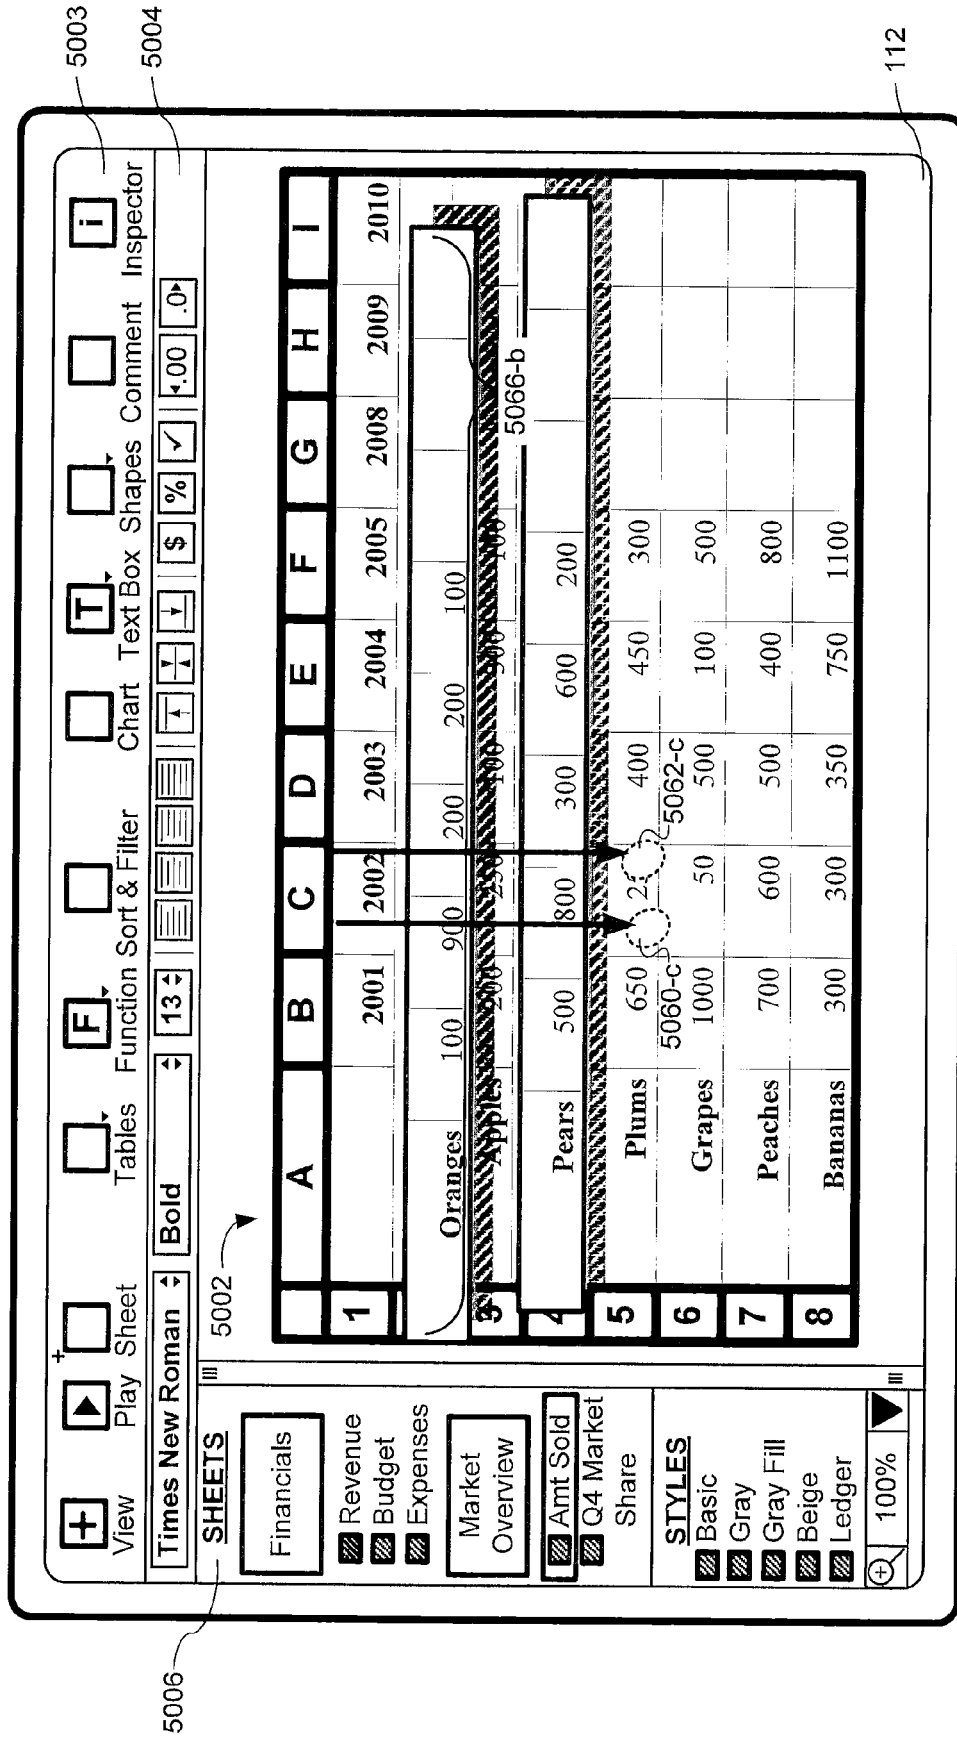 5003
5004
View Play Sheet Tables Function Sort & Filter Chart Text Box Shapes Comment Inspector
+ F T i
Times New Roman Bold 13 $ % ✓ .00 .0
5006
5002
SHEETS
Financials
Revenue
Budget
Expenses
Market
Overview
Amt Sold
Q4 Market
Share
STYLES
Basic
Gray
Gray Fill
Beige
Ledger
100%
A B C D E F G H I
1 2001 2002 2003 2004 2005 2008 2009 2010
Oranges 100 900 200 200 100
3 Apples 200 100
5066-b
4 Pears 500 800 300 600 200
5 Plums 650 2 400 450 300
5060-c 5062-c
6 Grapes 1000 50 500 100 500
7 Peaches 700 600 500 400 800
8 Bananas 300 300 350 750 1100
112